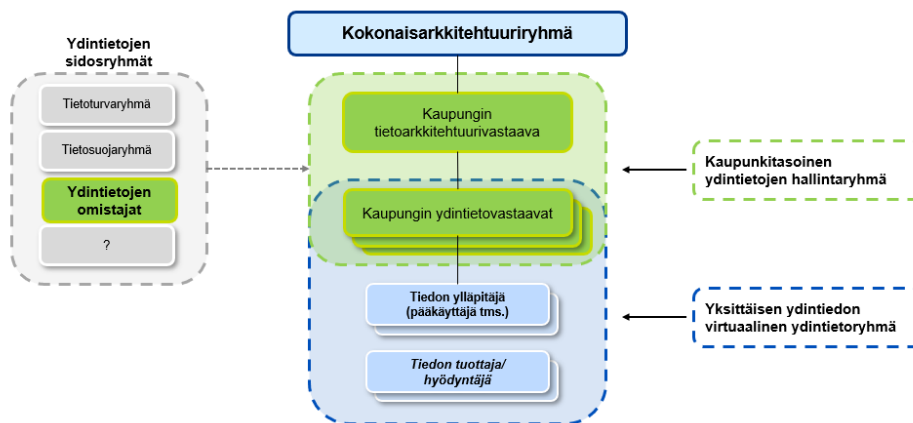 Kokonaisarkkitehtuuriryhmä
Ydintietojen
sidosryhmät
Tietoturvaryhmä
Tietosuojaryhmä
Ydintietojen
omistajat
?
Kaupungin
tietoarkkitehtuurivastaava
Kaupungin ydintietovastaavat
Tiedon ylläpitäjä
(pääkäyttäjä tms.)
Tiedon tuottaja/
hyödyntäjä
Kaupunkitasoinen
ydintietojen hallintaryhmä
Yksittäisen ydintiedon
virtuaalinen ydintietoryhmä